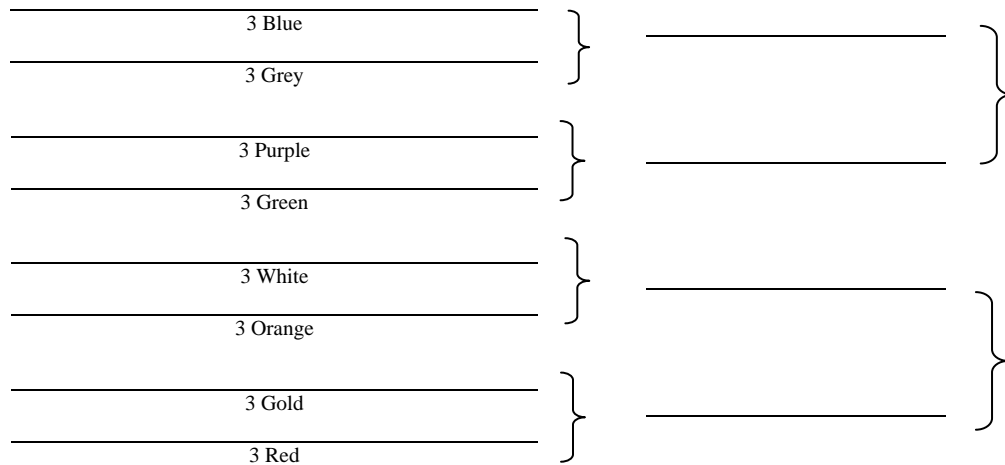 3 Blue
3 Grey
3 Purple
3 Green
3 White
3 Orange
3 Gold
3 Red